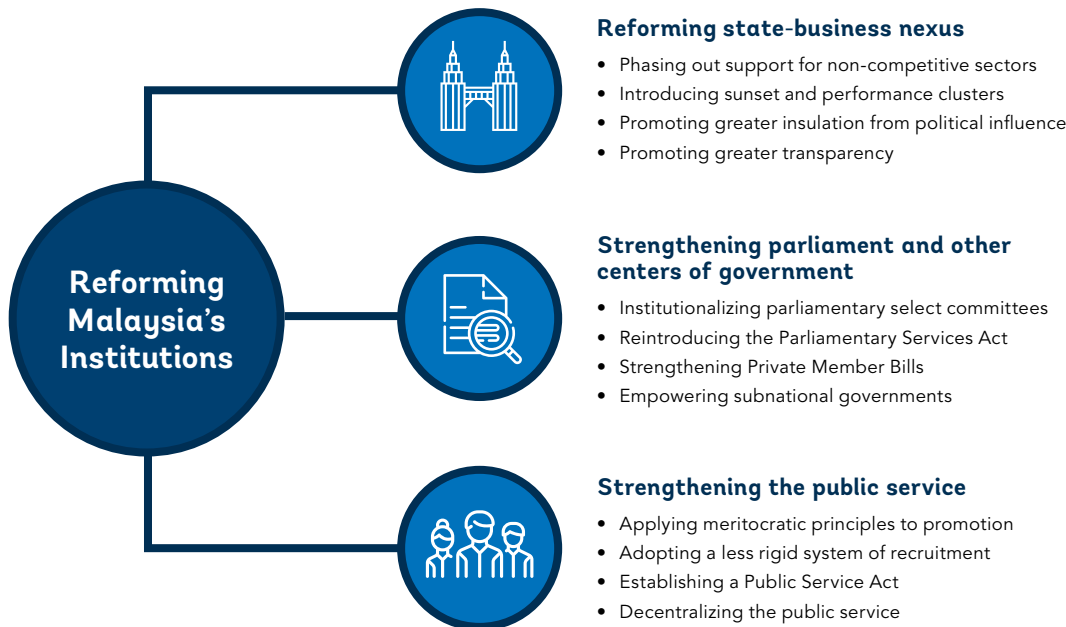 Reforming state-business nexus
• Phasing out support for non-competitive sectors
• Introducing sunset and performance clusters
• Promoting greater insulation from political influence
• Promoting greater transparency
Reforming
Malaysia's
Institutions
Strengthening parliament and other
centers of government
• Institutionalizing parliamentary select committees
• Reintroducing the Parliamentary Services Act
• Strengthening Private Member Bills
• Empowering subnational governments
Strengthening the public service
• Applying meritocratic principles to promotion
• Adopting a less rigid system of recruitment
• Establishing a Public Service Act
• Decentralizing the public service